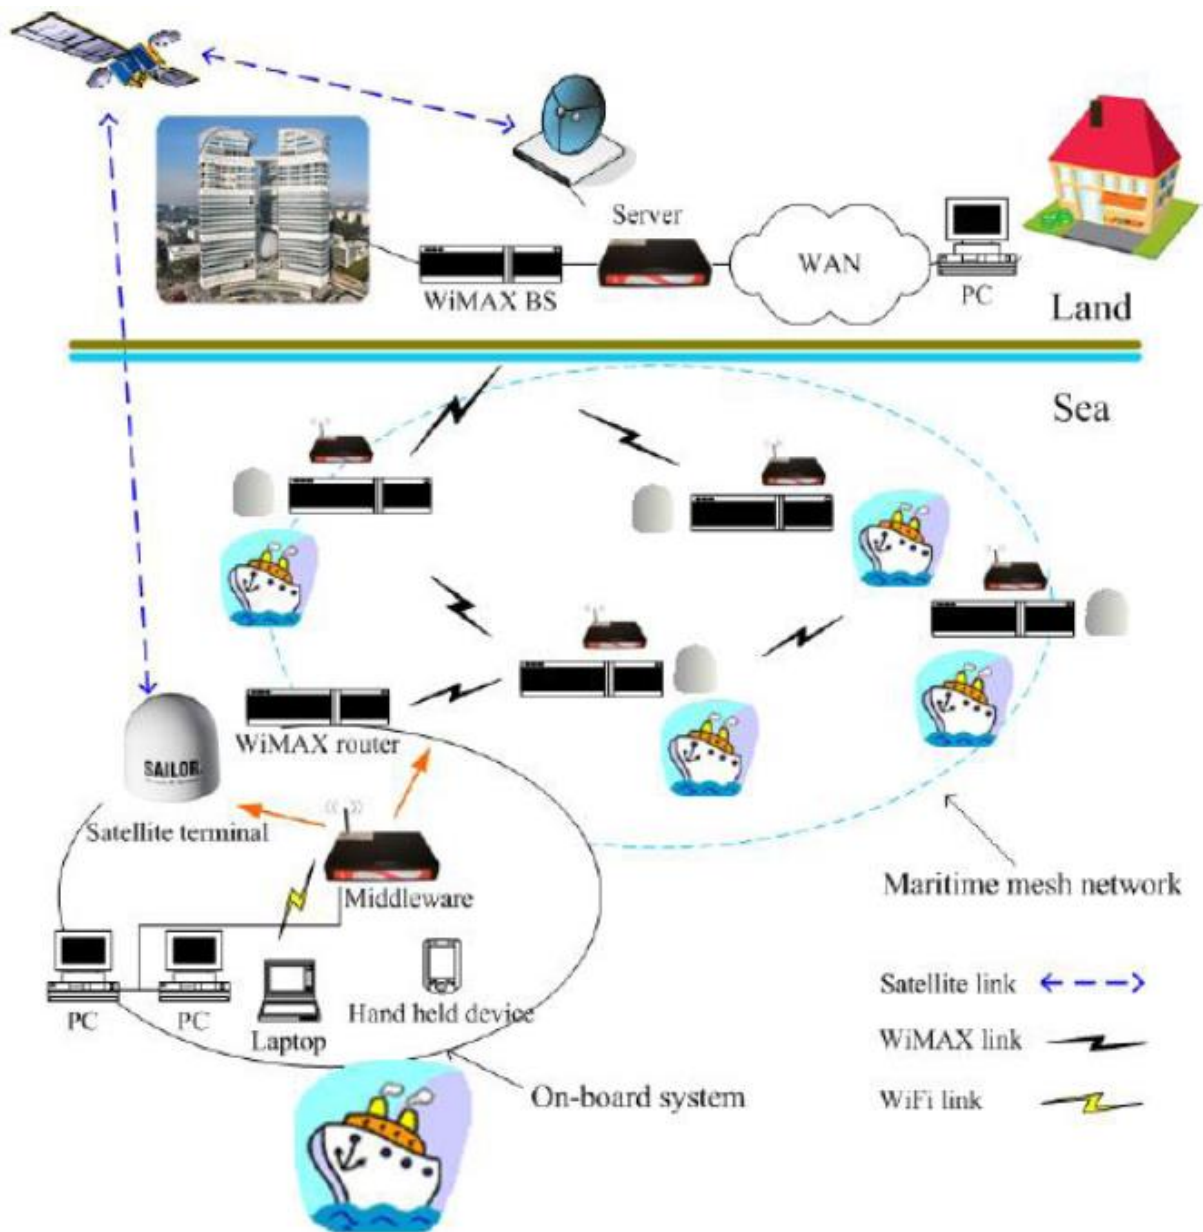 Server
WAN
WiMAX BS
PC
Land
Sea
WiMAX router
SAILOR
Satellite terminal
Middleware
Maritime mesh network
PC
PC
Laptop
Hand held device
On-board system
Satellite link
WiMAX link
WiFi link